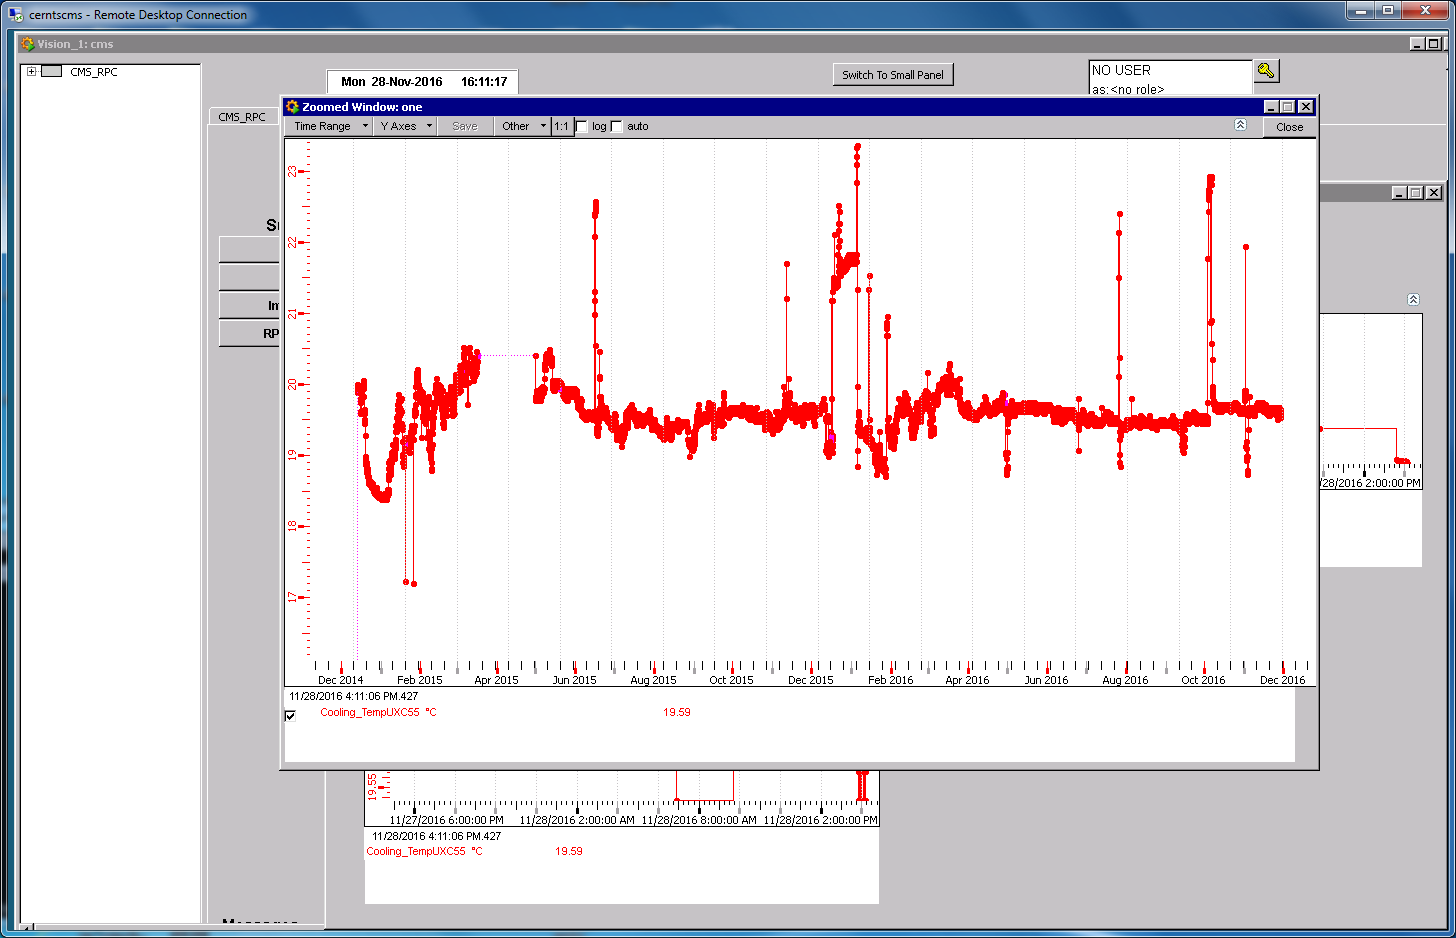 cerntscms - Remote Desktop Connection
Vision_1: cms
CMS_RPC
Mon 28-Nov-2016 16:11:17
Switch To Small Panel
NO USER
as:<no role>
CMS_RPC
Zoomed Window: one
Time Range Y Axes Save Other 1:1 log auto Close
23
22
21
20
19
18
17
Dec 2014 Feb 2015 Apr 2015 Jun 2015 Aug 2015 Oct 2015 Dec 2015 Feb 2016 Apr 2016 Jun 2016 Aug 2016 Oct 2016 Dec 2016
11/28/2016 4:11:06 PM.427
Cooling_TempUXC55 °C 19.59
RP
/28/2016 2:00:00 PM
19.55
11/27/2016 6:00:00 PM 11/28/2016 2:00:00 AM 11/28/2016 8:00:00 AM 11/28/2016 2:00:00 PM
11/28/2016 4:11:06 PM.427
Cooling_TempUXC55 °C 19.59